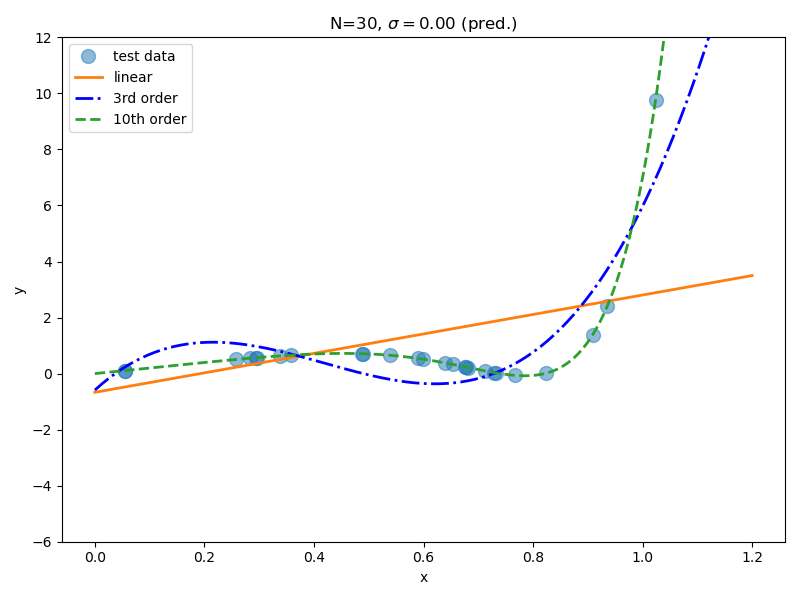 N=30, σ = 0.00 (pred.)
test data
linear
3rd order
10th order
y
12
10
8
6
4
2
0
−2
−4
−6
0.0 0.2 0.4 0.6 0.8 1.0 1.2
x